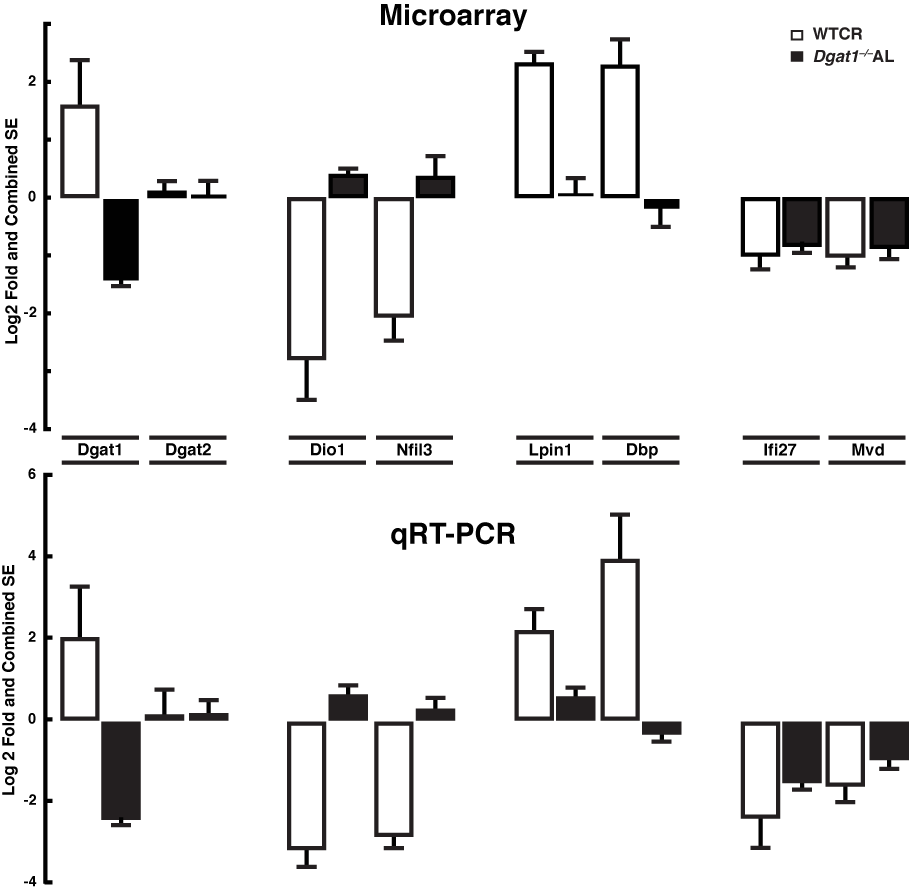 Microarray
WTCR
Dgat1⁻/⁻AL
Log2 Fold and Combined SE
2
0
-2
-4
Dgat1 Dgat2 Dio1 Nfil3 Lpin1 Dbp Ifi27 Mvd
qRT-PCR
Log 2 Fold and Combined SE
6
4
2
0
-2
-4